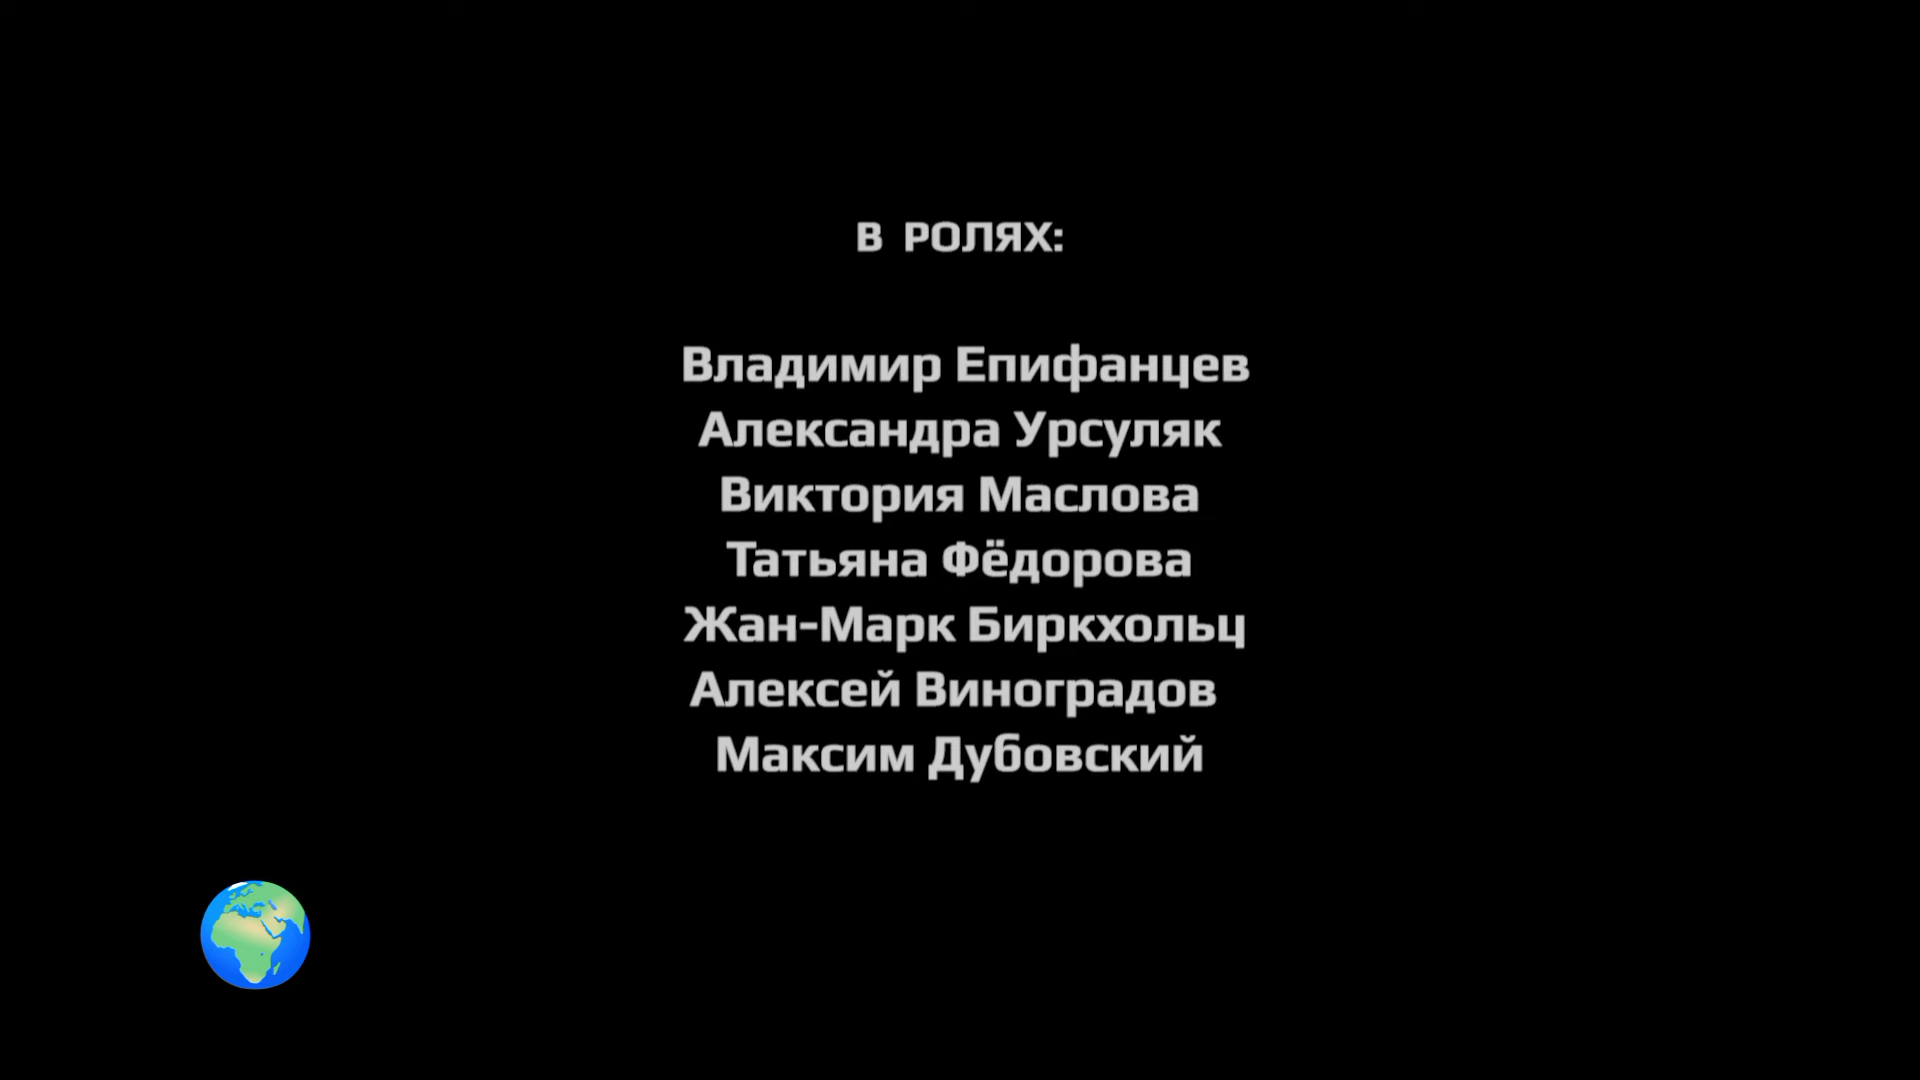 В РОЛЯХ:
Владимир Епифанцев
Александра Урсуляк
Виктория Маслова
Татьяна Фёдорова
Жан-Марк Биркхольц
Алексей Виноградов
Максим Дубовский